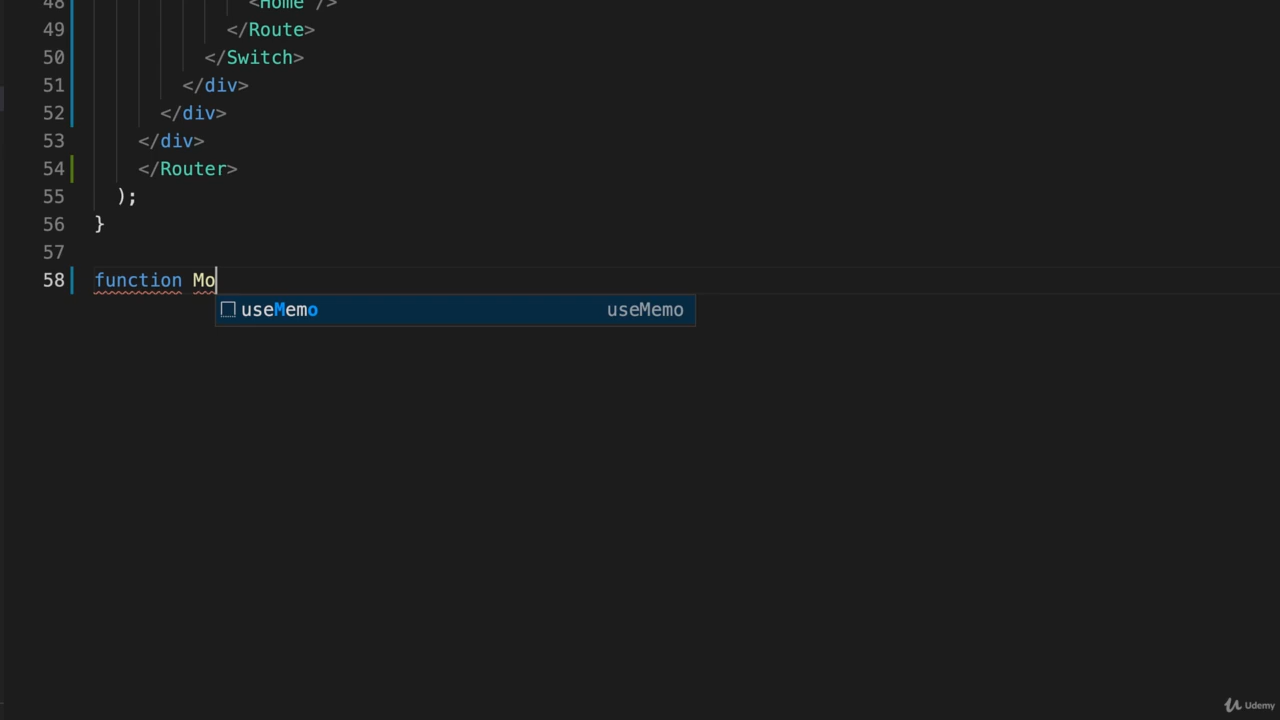 48 <Home />
49 </Route>
50 </Switch>
51 </div>
52 </div>
53 </div>
54 </Router>
55 );
56 }
57
58 function Mo
useMemo useMemo
Udemy